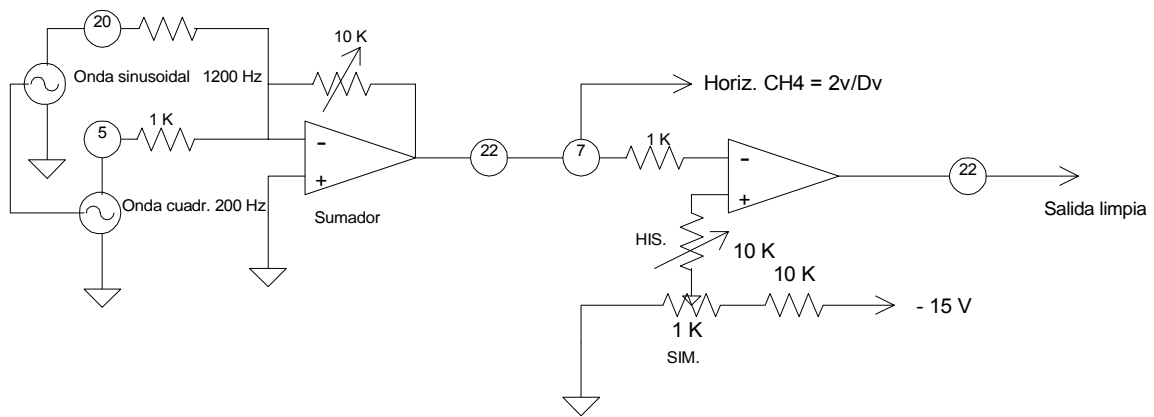 20
10 K
Onda sinusoidal 1200 Hz
Horiz. CH4 = 2v/Dv
5
1 K
-
+
22
7
1 K
-
+
22
Onda cuadr. 200 Hz
Sumador
Salida limpia
HIS.
10 K
10 K
1 K
- 15 V
SIM.